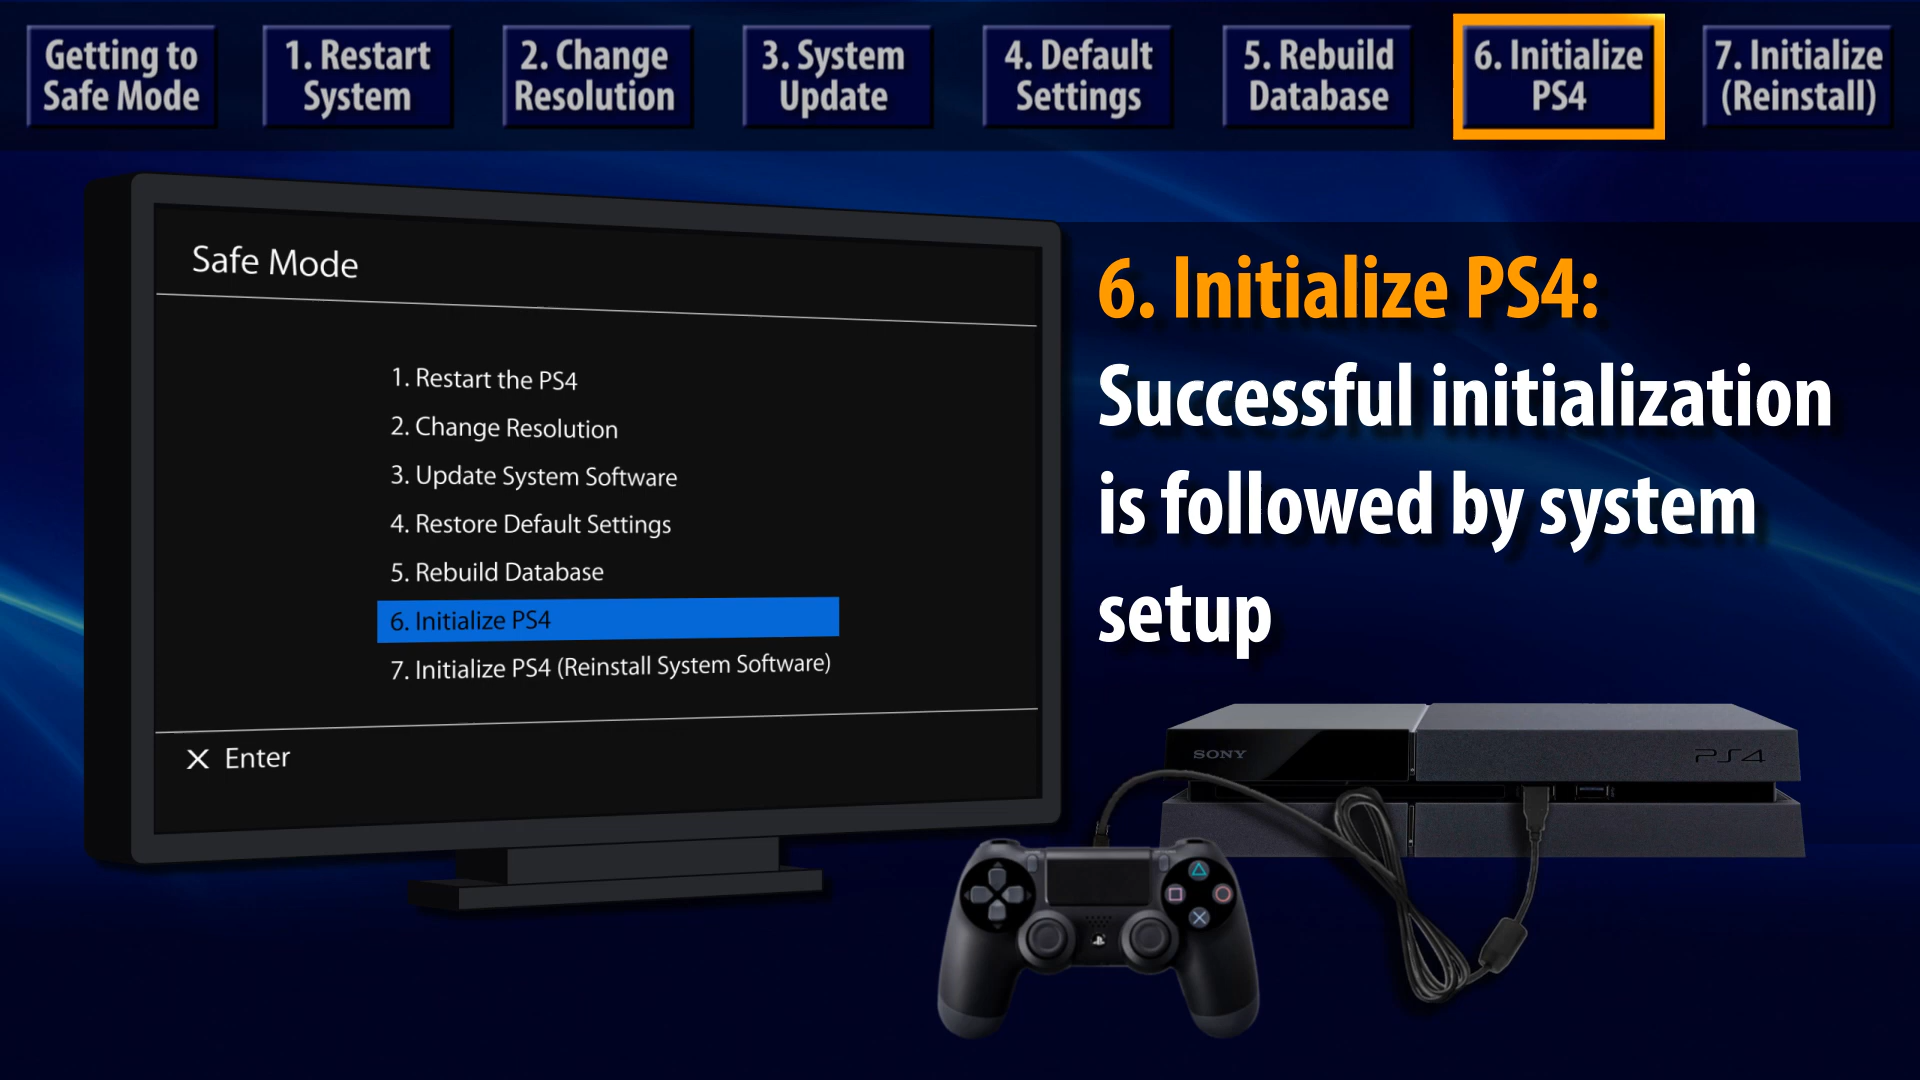 Getting to
Safe Mode
1. Restart
System
2. Change
Resolution
3. System
Update
4. Default
Settings
5. Rebuild
Database
6. Initialize
PS4
7. Initialize
(Reinstall)
Safe Mode
1. Restart the PS4
2. Change Resolution
3. Update System Software
4. Restore Default Settings
5. Rebuild Database
6. Initialize PS4
7. Initialize PS4 (Reinstall System Software)
X Enter
6. Initialize PS4:
Successful initialization
is followed by system
setup
SONY
PS4